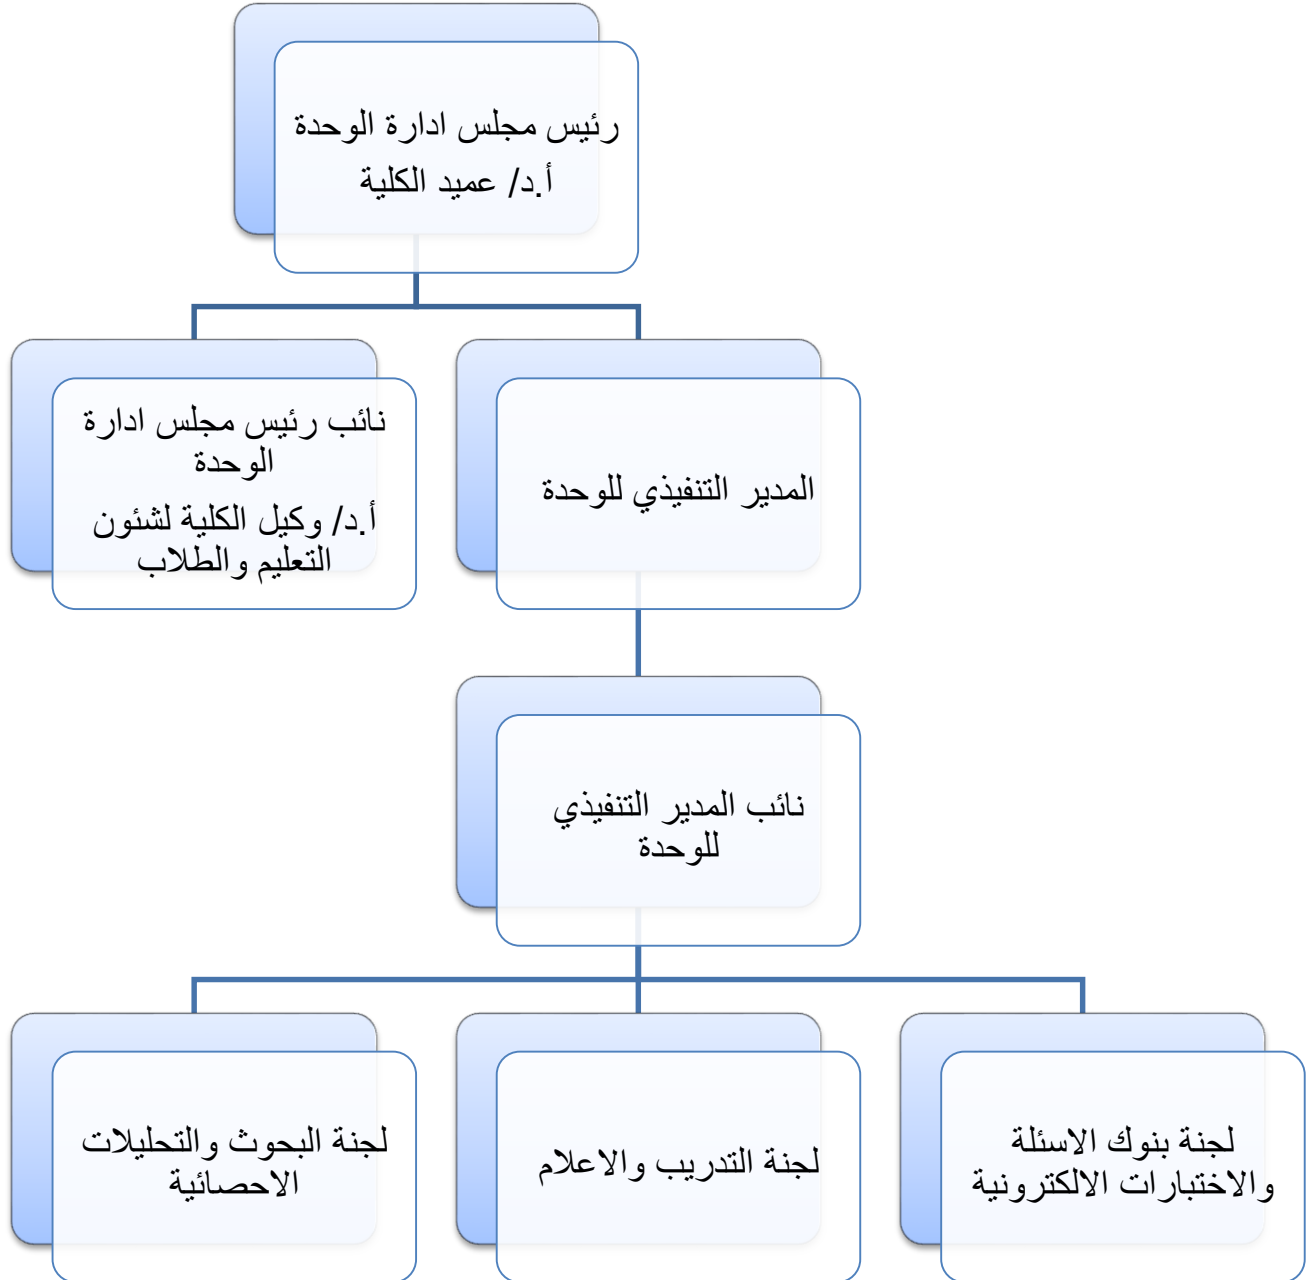 رئيس مجلس ادارة الوحدة
أ.د/ عميد الكلية
المدير التنفيذي للوحدة
نائب رئيس مجلس ادارة
الوحدة
أ.د/ وكيل الكلية لشئون
التعليم والطلاب
نائب المدير التنفيذي
للوحدة
لجنة بنوك الاسئلة
والاختبارات الالكترونية
لجنة التدريب والاعلام
لجنة البحوث والتحليلات
الاحصائية